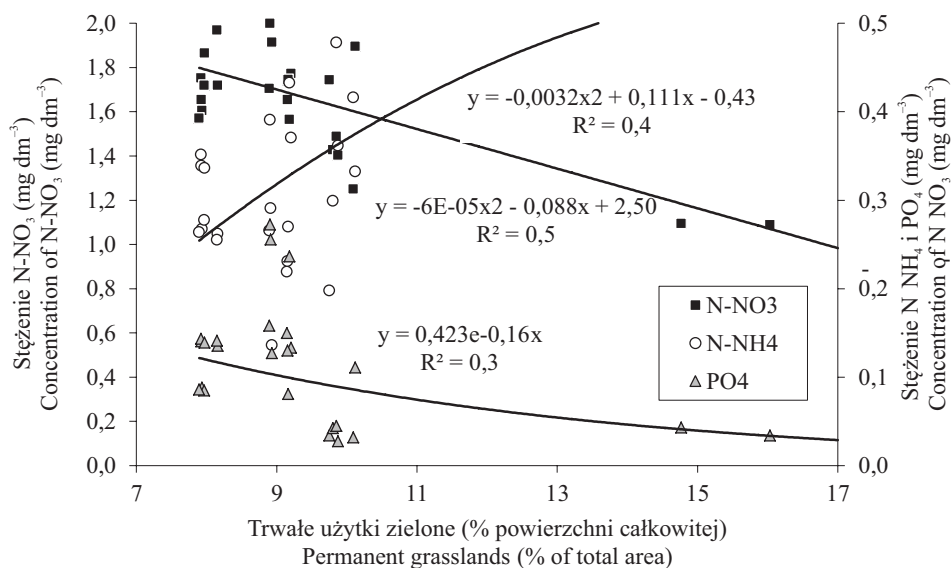 Stężenie N-NO₃ (mg dm⁻³)
Concentration of N-NO₃ (mg dm⁻³)
2,0
1,8
1,6
1,4
1,2
1,0
0,8
0,6
0,4
0,2
0,0
y = -0,0032x2 + 0,111x - 0,43
R² = 0,4
y = -6E-05x2 - 0,088x + 2,50
R² = 0,5
y = 0,423e-0,16x
R² = 0,3
N-NO3
N-NH4
PO4
0,5
0,4
0,3
0,2
0,1
0,0
Stężenie N NH₄ i PO₄ (mg dm⁻³)
Concentration of N NO₃ (mg dm⁻³)
7 9 11 13 15 17
Trwałe użytki zielone (% powierzchni całkowitej)
Permanent grasslands (% of total area)